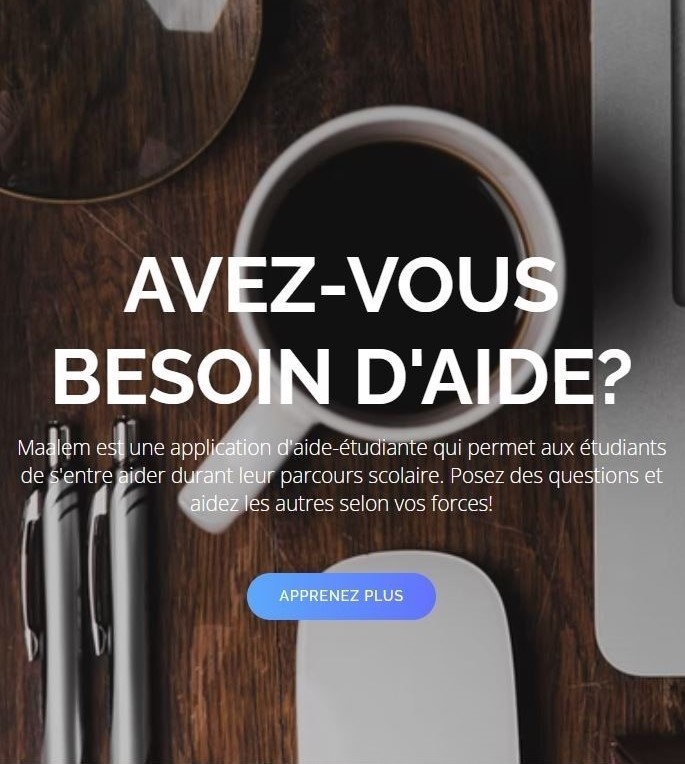 AVEZ-VOUS
BESOIN D'AIDE?
Maalem est une application d'aide-étudiante qui permet aux étudiants
de s'entre aider durant leur parcours scolaire. Posez des questions et
aidez les autres selon vos forces!
APPRENEZ PLUS